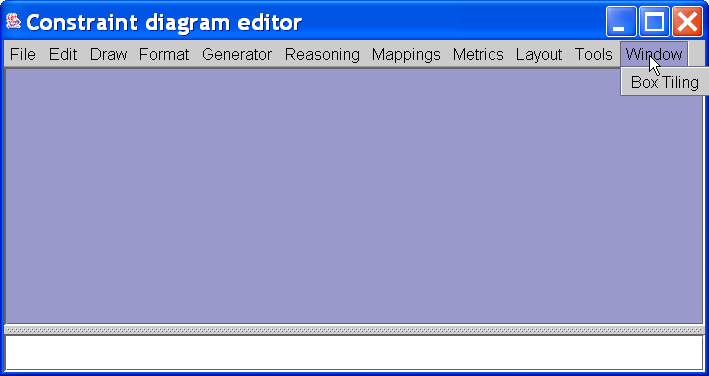 Constraint diagram editor
File Edit Draw Format Generator Reasoning Mappings Metrics Layout Tools Window
Box Tiling